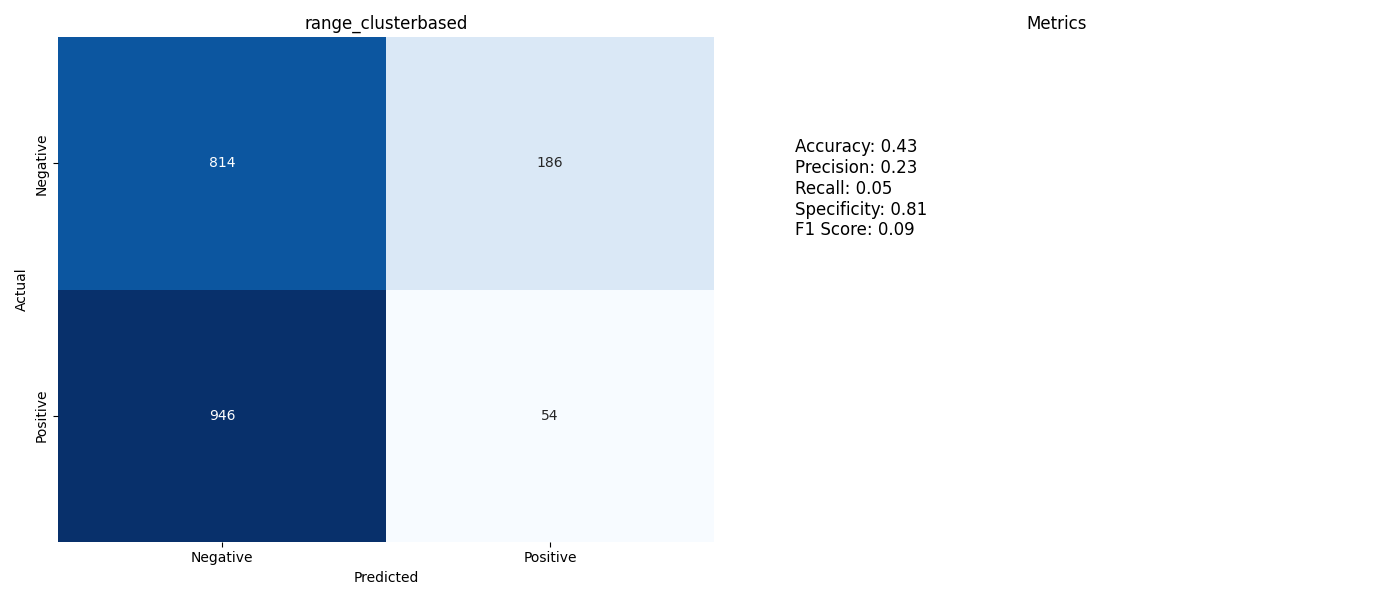 range_clusterbased
Negative
814
186
Actual
Positive
946
54
Negative
Positive
Predicted
Metrics
Accuracy: 0.43
Precision: 0.23
Recall: 0.05
Specificity: 0.81
F1 Score: 0.09